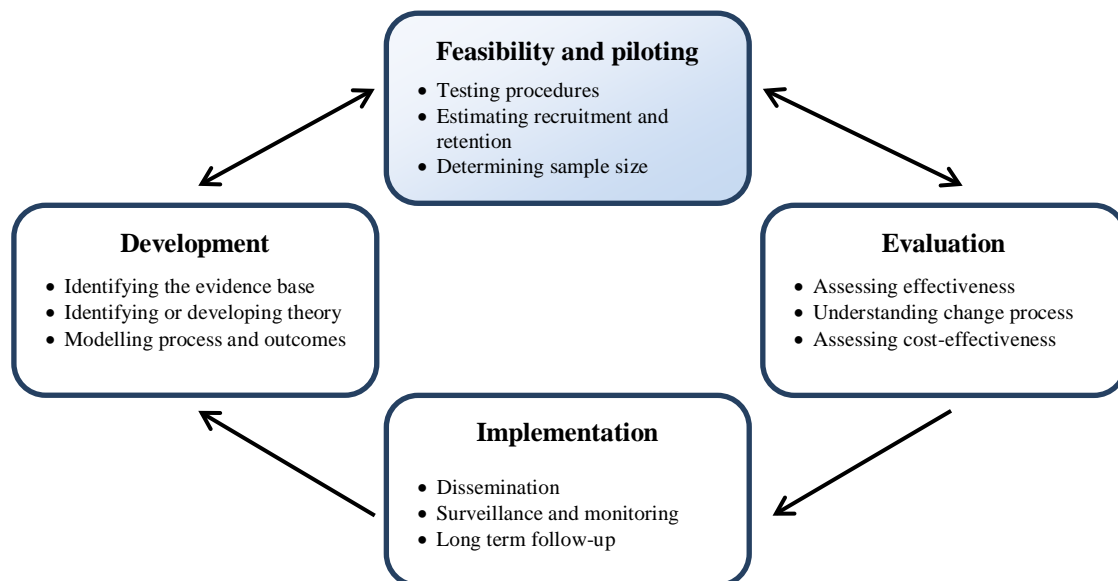 Feasibility and piloting
• Testing procedures
• Estimating recruitment and
retention
• Determining sample size
Development
• Identifying the evidence base
• Identifying or developing theory
• Modelling process and outcomes
Evaluation
• Assessing effectiveness
• Understanding change process
• Assessing cost-effectiveness
Implementation
• Dissemination
• Surveillance and monitoring
• Long term follow-up